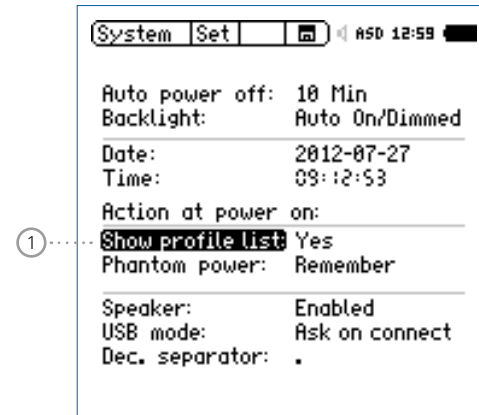 System Set ASD 12:59
Auto power off: 10 Min
Backlight: Auto On/Dimmed
Date: 2012-07-27
Time: 09:12:53
Action at power on:
1 Show profile list: Yes
Phantom power: Remember
Speaker: Enabled
USB mode: Ask on connect
Dec. separator: .